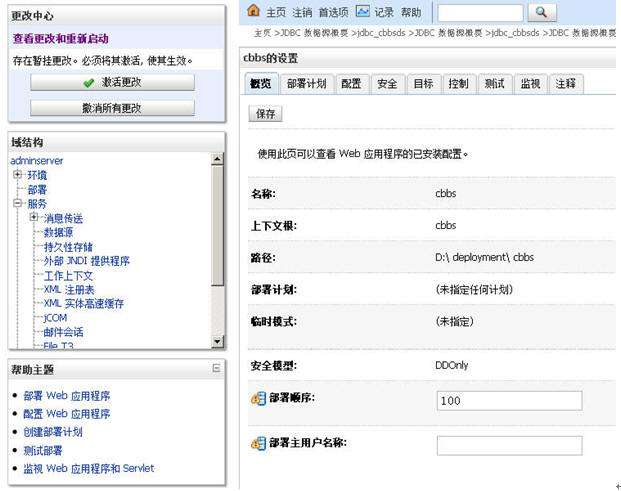 更改中心
查看更改和重新启动
存在暂挂更改。必须将其激活, 使其生效。
激活更改
撤消所有更改
域结构
adminserver
环境
部署
服务
消息传送
数据源
持久性存储
外部 JNDI 提供程序
工作上下文
XML 注册表
XML 实体高速缓存
jCOM
邮件会话
File T3
帮助主题
部署 Web 应用程序
配置 Web 应用程序
创建部署计划
测试部署
监视 Web 应用程序和 Servlet
主页 注销 首选项 记录 帮助
主页 >JDBC 数据源概要 >jdbc_cbbsds >JDBC 数据源概要 >jdbc_cbbsds >JDBC 数据源概要
cbbs的设置
概览 部署计划 配置 安全 目标 控制 测试 监视 注释
保存
使用此页可以查看 Web 应用程序的已安装配置。
名称: cbbs
上下文根: cbbs
路径: D:\ deployment\ cbbs
部署计划: (未指定任何计划)
临时模式: (未指定)
安全模型: DDOnly
部署顺序: 100
部署主用户名称: